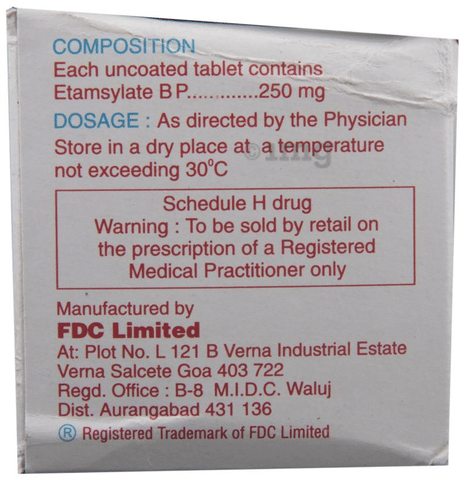 COMPOSITION
Each uncoated tablet contains
Etamsylate B P.............250 mg
DOSAGE : As directed by the Physician
Store in a dry place at a temperature
not exceeding 30°C
Schedule H drug
Warning : To be sold by retail on
the prescription of a Registered
Medical Practitioner only
Manufactured by
FDC Limited
At: Plot No. L 121 B Verna Industrial Estate
Verna Salcete Goa 403 722
Regd. Office : B-8 M.I.D.C. Waluj
Dist. Aurangabad 431 136
® Registered Trademark of FDC Limited